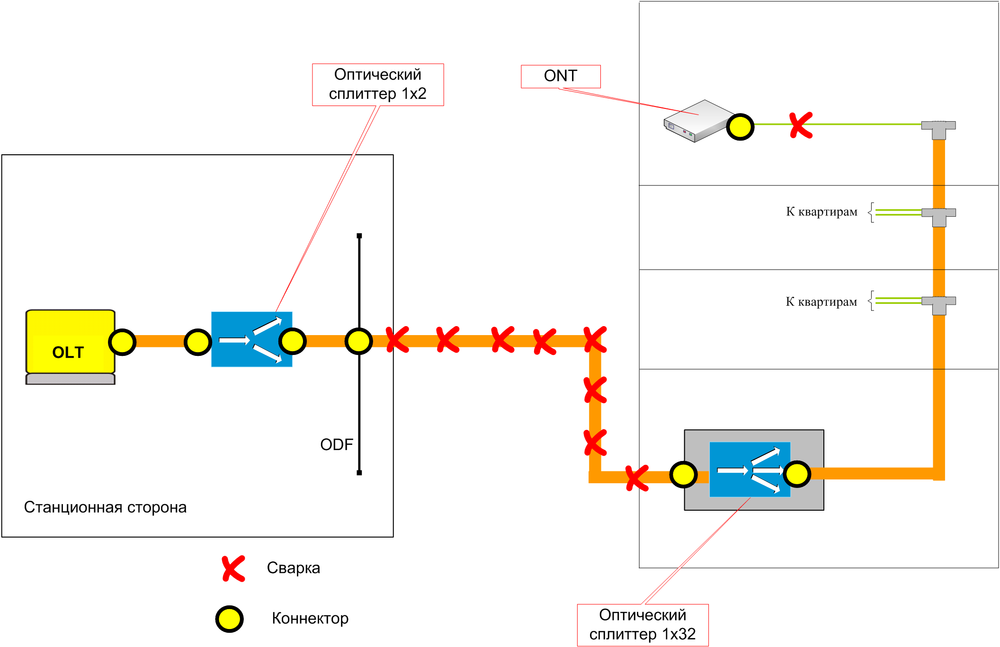 Оптический
сплиттер 1x2
ONT
К квартирам
К квартирам
OLT
ODF
Станционная сторона
Сварка
Коннектор
Оптический
сплиттер 1x32